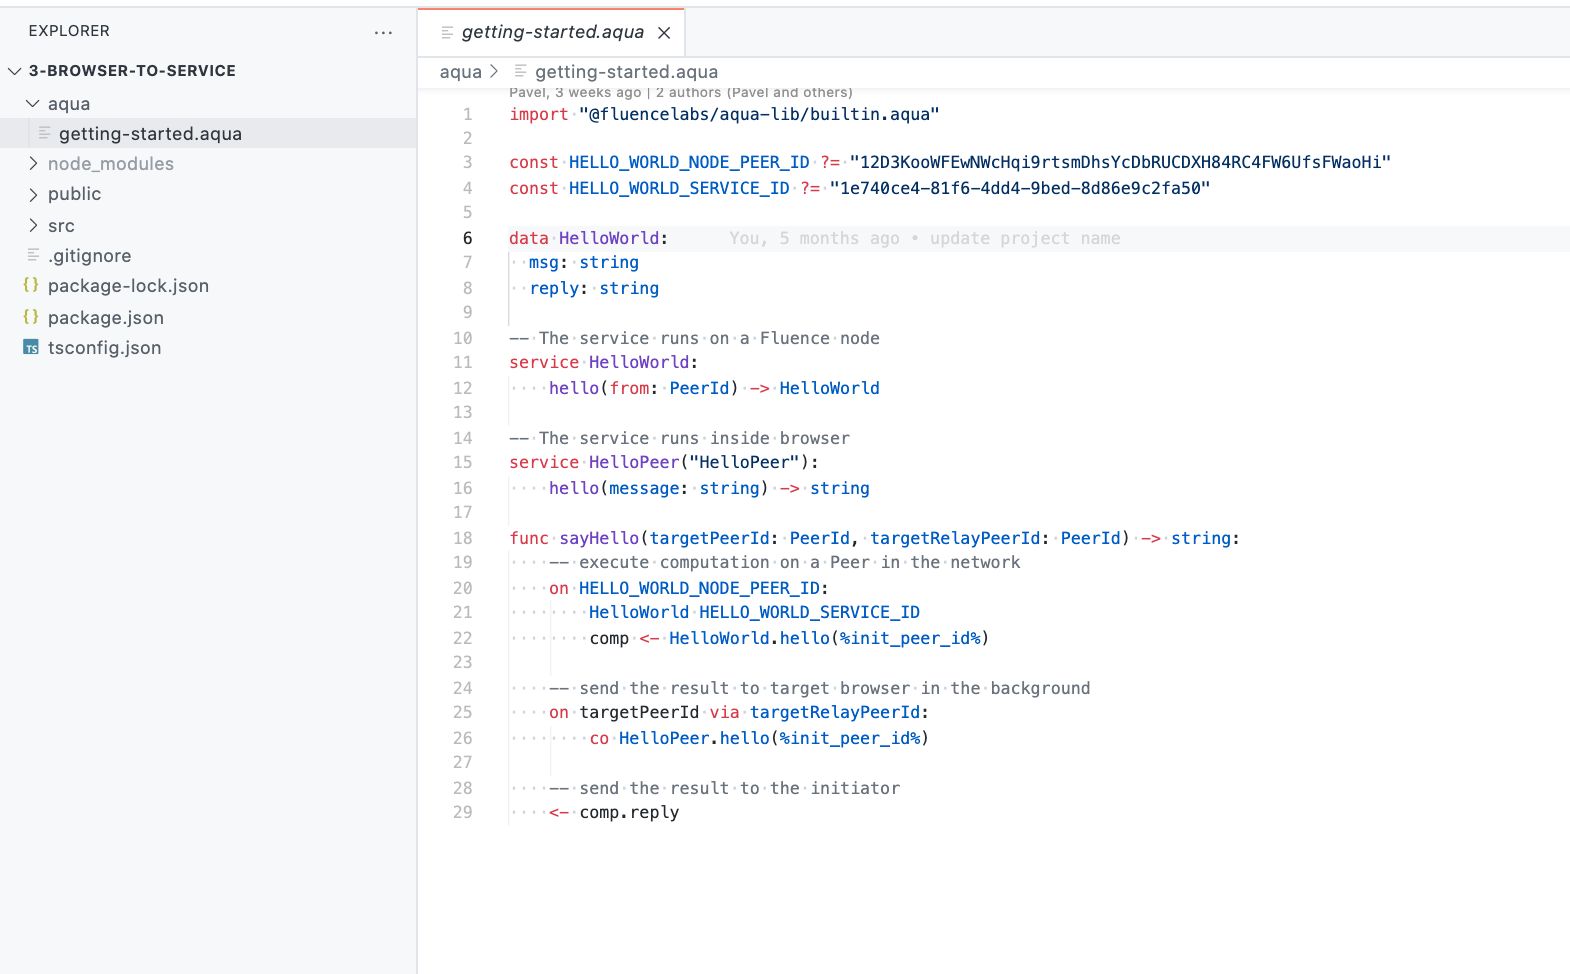 EXPLORER
3-BROWSER-TO-SERVICE
aqua
getting-started.aqua
node_modules
public
src
.gitignore
package-lock.json
package.json
tsconfig.json
getting-started.aqua
aqua > getting-started.aqua
Pavel, 3 weeks ago | 2 authors (Pavel and others)
1 import "@fluencelabs/aqua-lib/builtin.aqua"
2
3 const HELLO_WORLD_NODE_PEER_ID ?= "12D3KooWFEwNWcHqi9rtsmDhsYcDbRUCDXH84RC4FW6UfsFWaoHi"
4 const HELLO_WORLD_SERVICE_ID ?= "1e740ce4-81f6-4dd4-9bed-8d86e9c2fa50"
5
6 data HelloWorld: You, 5 months ago • update project name
7   msg: string
8   reply: string
9
10 -- The service runs on a Fluence node
11 service HelloWorld:
12     hello(from: PeerId) -> HelloWorld
13
14 -- The service runs inside browser
15 service HelloPeer("HelloPeer"):
16     hello(message: string) -> string
17
18 func sayHello(targetPeerId: PeerId, targetRelayPeerId: PeerId) -> string:
19     -- execute computation on a Peer in the network
20     on HELLO_WORLD_NODE_PEER_ID:
21         HelloWorld HELLO_WORLD_SERVICE_ID
22         comp <- HelloWorld.hello(%init_peer_id%)
23
24     -- send the result to target browser in the background
25     on targetPeerId via targetRelayPeerId:
26         co HelloPeer.hello(%init_peer_id%)
27
28     -- send the result to the initiator
29     <- comp.reply